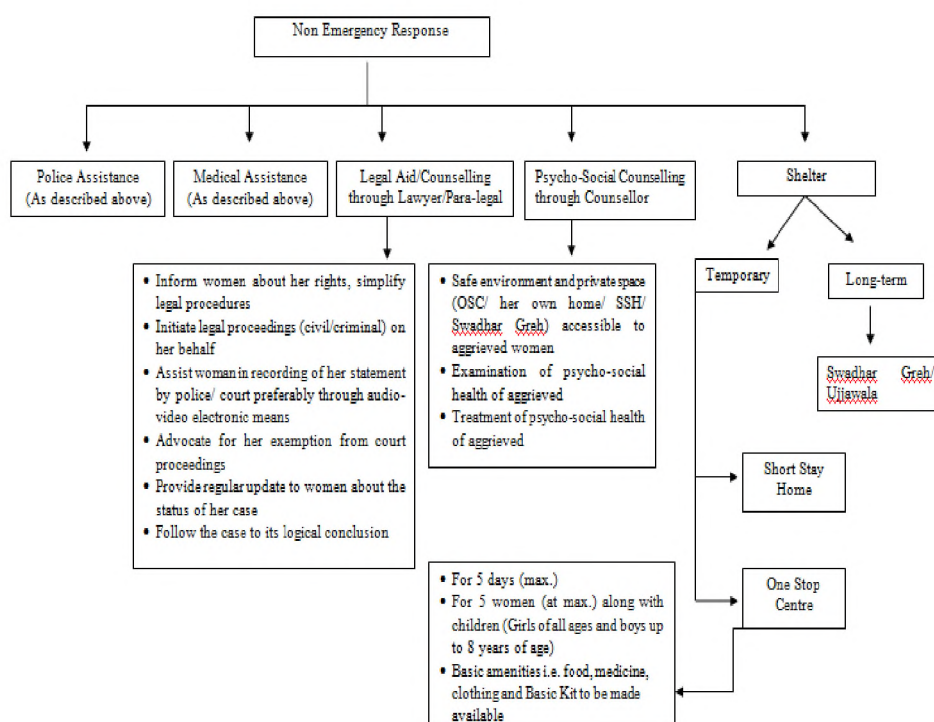 Non Emergency Response
Police Assistance
(As described above)
Medical Assistance
(As described above)
Legal Aid/Counselling
through Lawyer/Para-legal
Psycho-Social Counselling
through Counsellor
Shelter
• Inform women about her rights, simplify
legal procedures
• Initiate legal proceedings (civil/criminal) on
her behalf
• Assist woman in recording of her statement
by police/ court preferably through audio-
video electronic means
• Advocate for her exemption from court
proceedings
• Provide regular update to women about the
status of her case
• Follow the case to its logical conclusion
• Safe environment and private space
(OSC/ her own home/ SSH/
Swadhar Greh) accessible to
aggrieved women
• Examination of psycho-social
health of aggrieved
• Treatment of psycho-social health
of aggrieved
Temporary
Long-term
Swadhar Greh/
Ujjawala
Short Stay
Home
One Stop
Centre
• For 5 days (max.)
• For 5 women (at max.) along with
children (Girls of all ages and boys up
to 8 years of age)
• Basic amenities i.e. food, medicine,
clothing and Basic Kit to be made
available